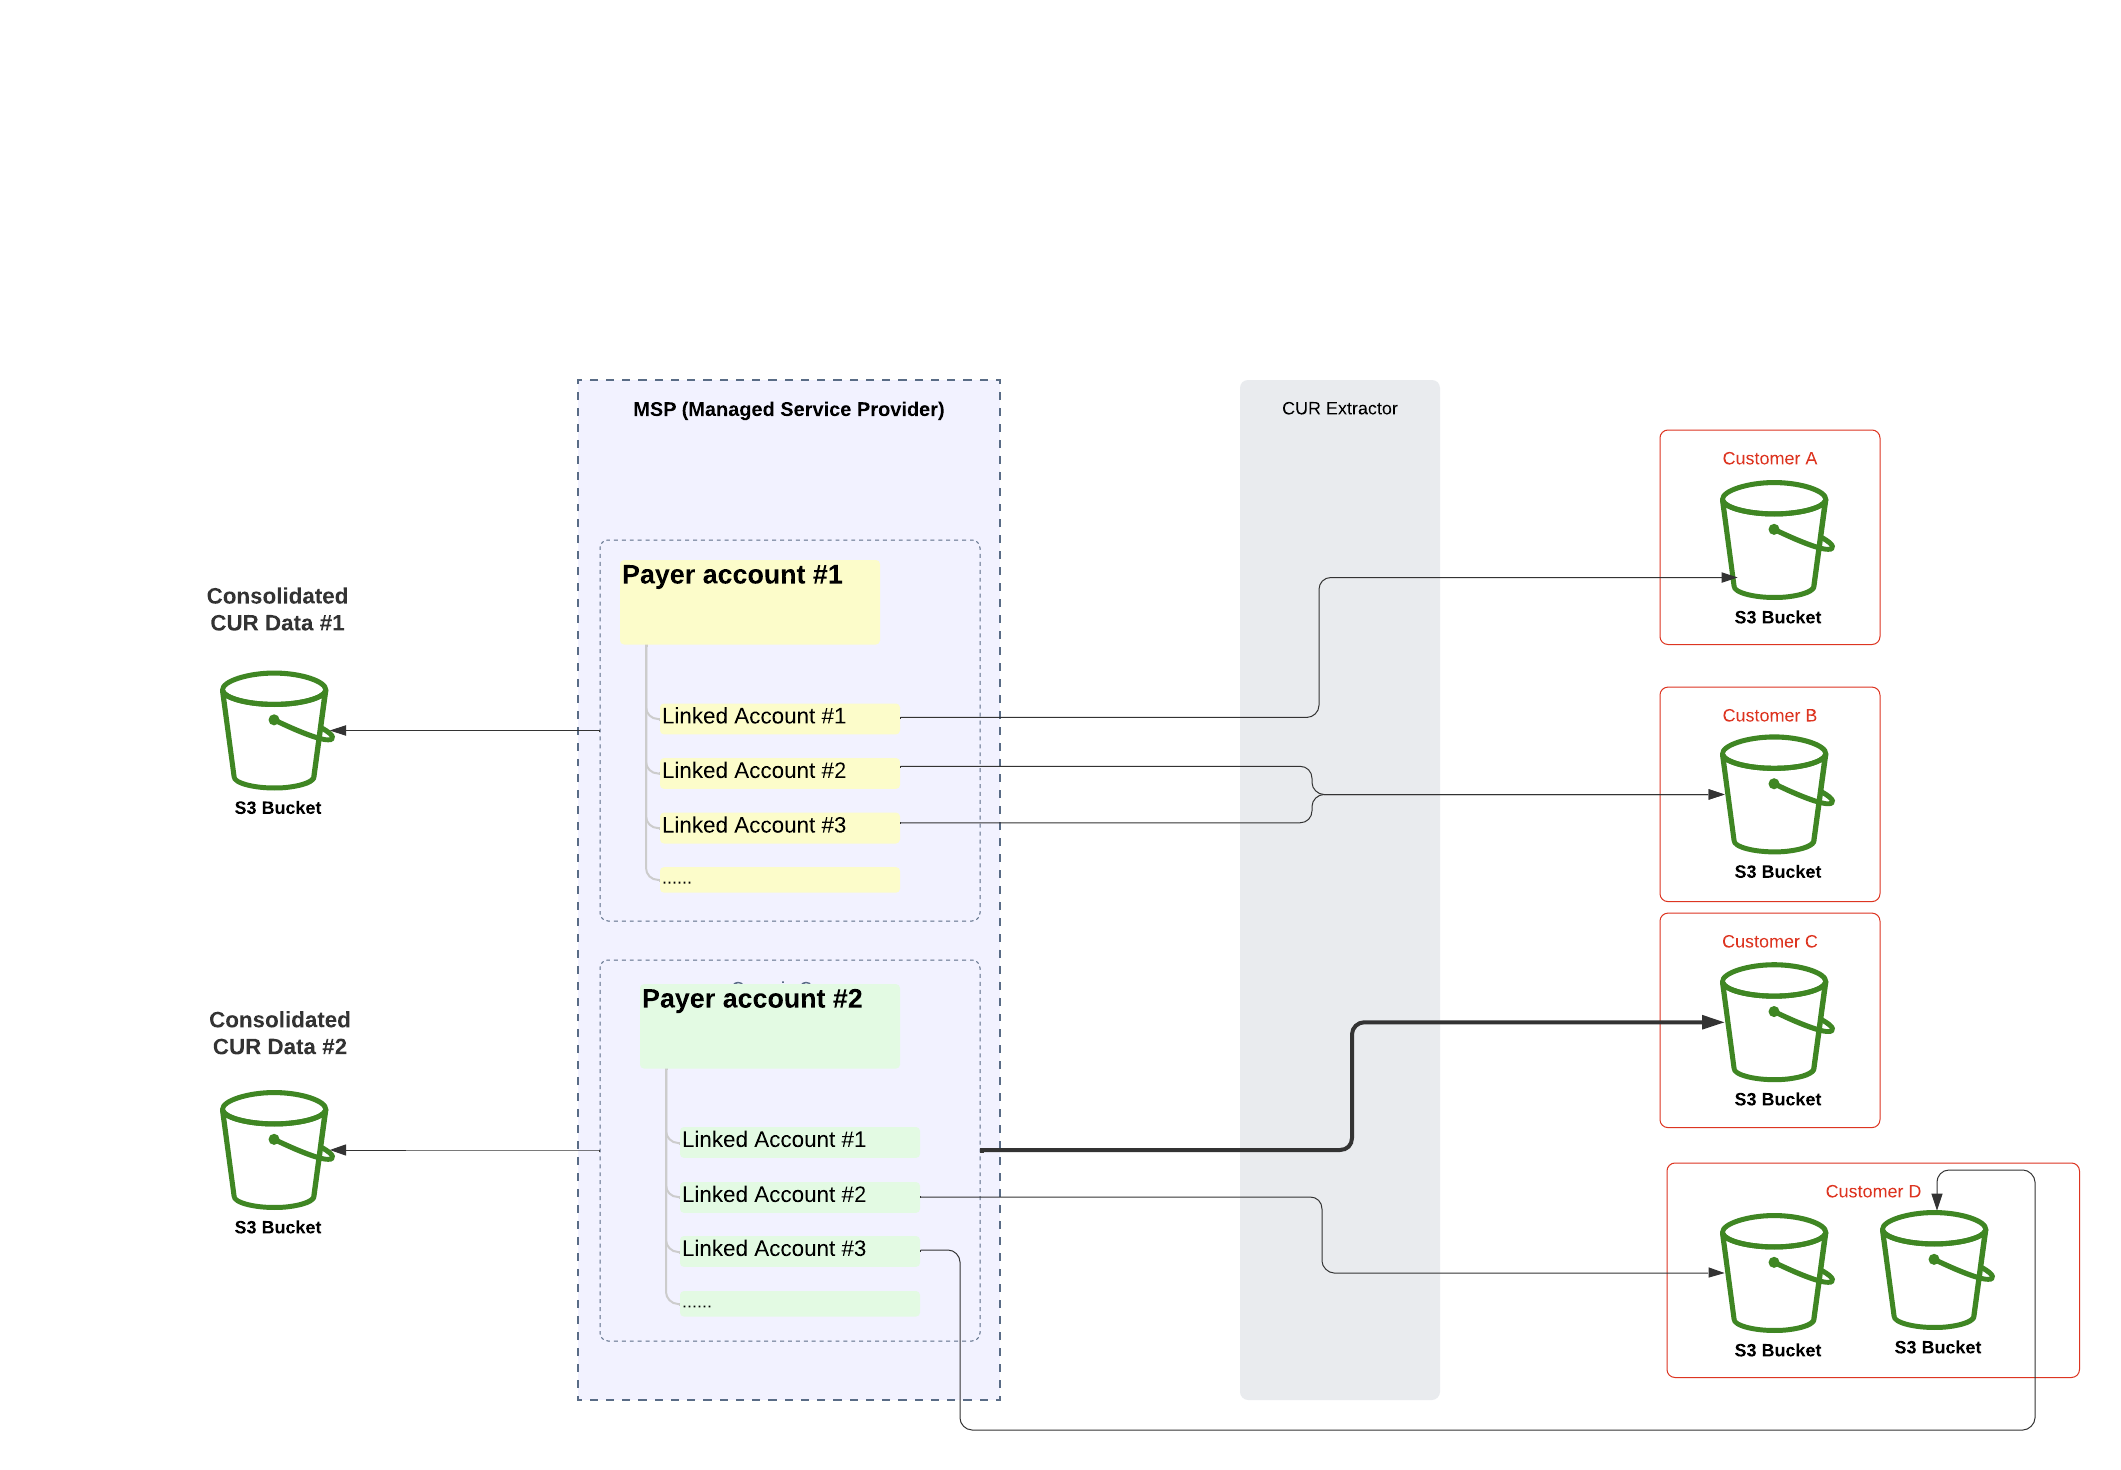 MSP (Managed Service Provider)
CUR Extractor
Consolidated
CUR Data #1
S3 Bucket
Payer account #1
Linked Account #1
Linked Account #2
Linked Account #3
......
Consolidated
CUR Data #2
S3 Bucket
Payer account #2
Linked Account #1
Linked Account #2
Linked Account #3
......
Customer A
S3 Bucket
Customer B
S3 Bucket
Customer C
S3 Bucket
Customer D
S3 Bucket
S3 Bucket